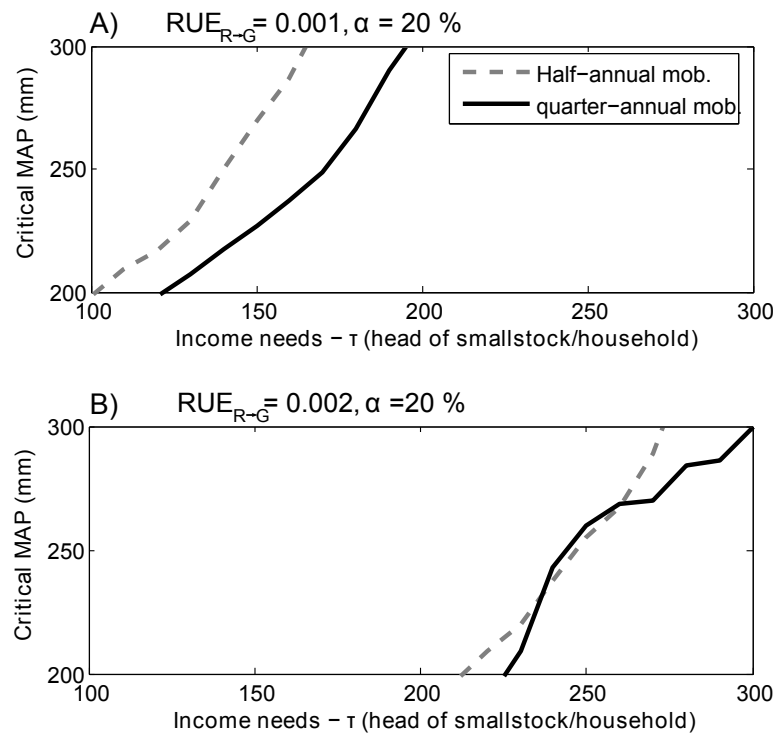 A) RUE_R→G = 0.001, α = 20 %
300
250
200
Critical MAP (mm)
Half−annual mob.
quarter−annual mob.
100 150 200 250 300
Income needs − τ (head of smallstock/household)
B) RUE_R→G = 0.002, α =20 %
300
250
200
Critical MAP (mm)
100 150 200 250 300
Income needs − τ (head of smallstock/household)